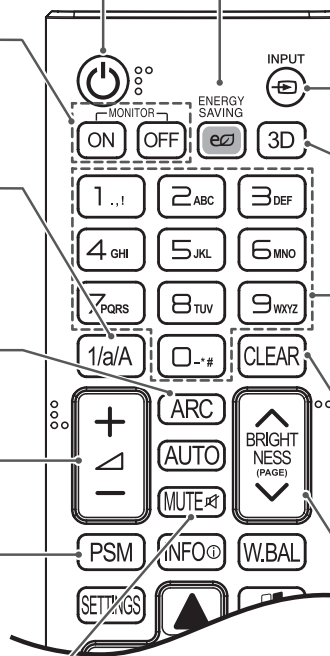 INPUT
MONITOR
ENERGY
SAVING
ON OFF 3D
1 .,! 2 ABC 3 DEF
4 GHI 5 JKL 6 MNO
7 PQRS 8 TUV 9 WXYZ
1/a/A 0 -*# CLEAR
ARC
+
BRIGHT
NESS
(PAGE)
AUTO
−
MUTE
PSM INFO W.BAL
SETTINGS